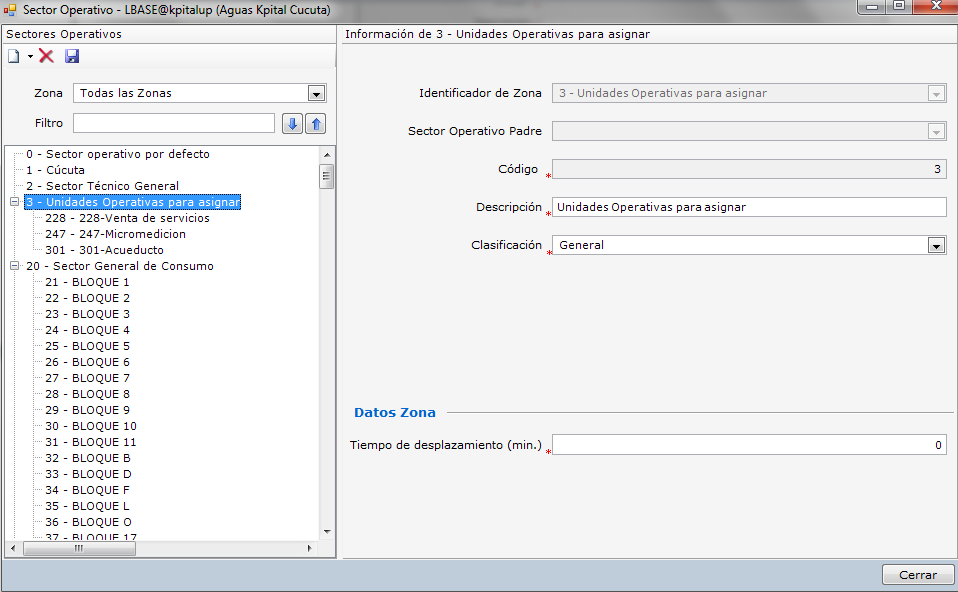 Sector Operativo - LBASE@kpitalup (Aguas Kpital Cucuta)
Sectores Operativos
Zona
Todas las Zonas
Filtro
0 - Sector operativo por defecto
1 - Cúcuta
2 - Sector Técnico General
3 - Unidades Operativas para asignar
228 - 228-Venta de servicios
247 - 247-Micromedicion
301 - 301-Acueducto
20 - Sector General de Consumo
21 - BLOQUE 1
22 - BLOQUE 2
23 - BLOQUE 3
24 - BLOQUE 4
25 - BLOQUE 5
26 - BLOQUE 6
27 - BLOQUE 7
28 - BLOQUE 8
29 - BLOQUE 9
30 - BLOQUE 10
31 - BLOQUE 11
32 - BLOQUE B
33 - BLOQUE D
34 - BLOQUE F
35 - BLOQUE L
36 - BLOQUE O
37 - BLOQUE 17
Información de 3 - Unidades Operativas para asignar
Identificador de Zona
3 - Unidades Operativas para asignar
Sector Operativo Padre
Código * 3
Descripción * Unidades Operativas para asignar
Clasificación * General
Datos Zona
Tiempo de desplazamiento (min.) * 0
Cerrar